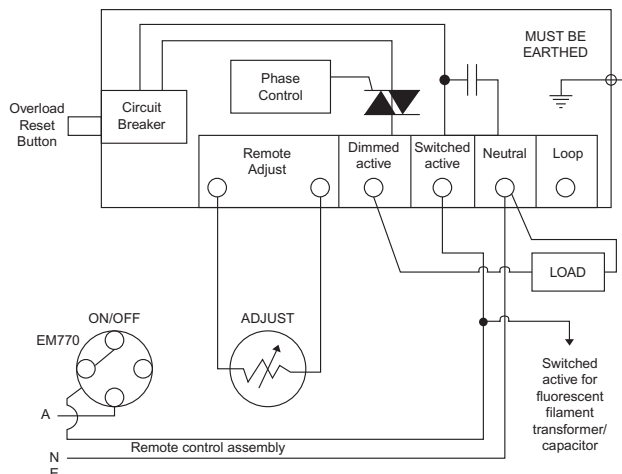 MUST BE
EARTHED
Phase
Control
Overload
Reset
Button
Circuit
Breaker
Remote
Adjust
Dimmed
active
Switched
active
Neutral
Loop
LOAD
ON/OFF
EM770
ADJUST
Switched
active for
fluorescent
filament
transformer/
capacitor
A
Remote control assembly
N
E